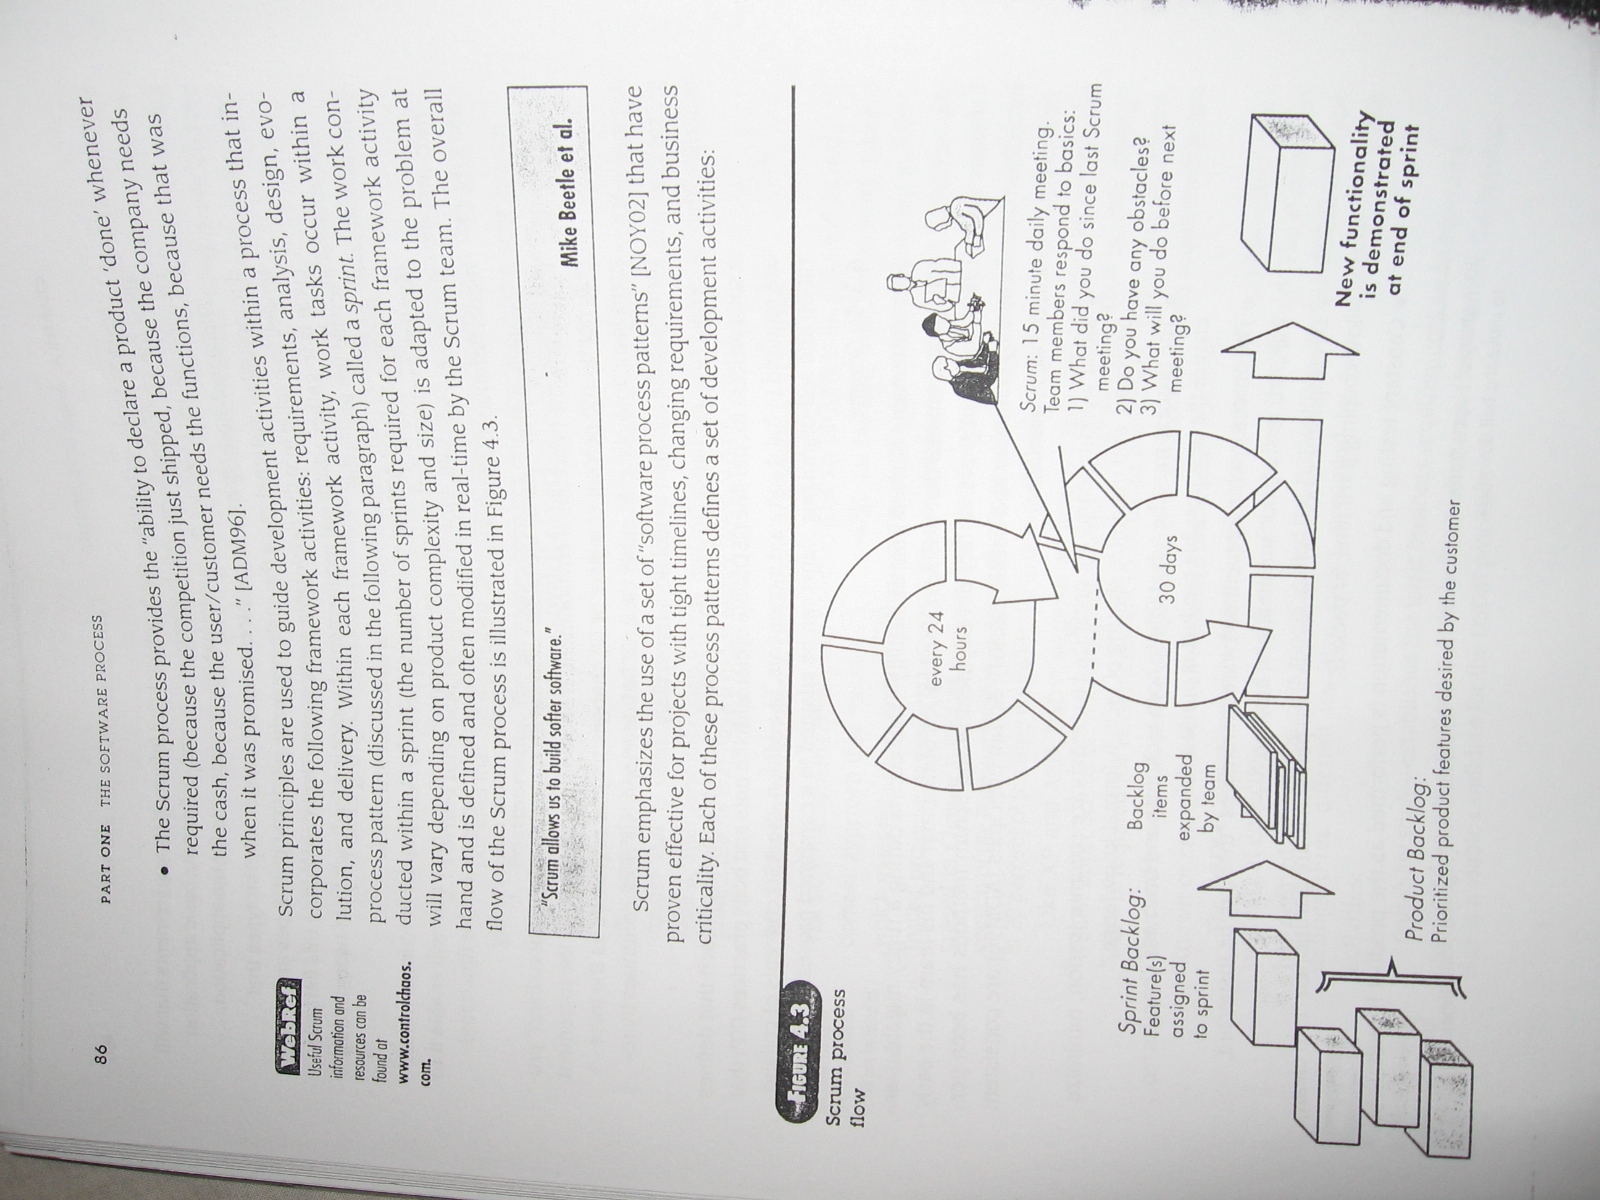 86
PART ONE THE SOFTWARE PROCESS
• The Scrum process provides the "ability to declare a product 'done' whenever
required (because the competition just shipped, because the company needs
the cash, because the user/customer needs the functions, because that was
when it was promised. . . ." [ADM96].
WebRef
Useful Scrum
information and
resources can be
found at
www.controlchaos.
com.
Scrum principles are used to guide development activities within a process that in-
corporates the following framework activities: requirements, analysis, design, evo-
lution, and delivery. Within each framework activity, work tasks occur within a
process pattern (discussed in the following paragraph) called a sprint. The work con-
ducted within a sprint (the number of sprints required for each framework activity
will vary depending on product complexity and size) is adapted to the problem at
hand and is defined and often modified in real-time by the Scrum team. The overall
flow of the Scrum process is illustrated in Figure 4.3.
"Scrum allows us to build softer software."
Mike Beetle et al.
Scrum emphasizes the use of a set of "software process patterns" [NOY02] that have
proven effective for projects with tight timelines, changing requirements, and business
criticality. Each of these process patterns defines a set of development activities:
FIGURE 4.3
Scrum process
flow
every 24
hours
Scrum: 15 minute daily meeting.
Team members respond to basics:
1) What did you do since last Scrum
meeting?
2) Do you have any obstacles?
3) What will you do before next
meeting?
Sprint Backlog:
Feature(s)
assigned
to sprint
Backlog
items
expanded
by team
30 days
New functionality
is demonstrated
at end of sprint
Product Backlog:
Prioritized product features desired by the customer